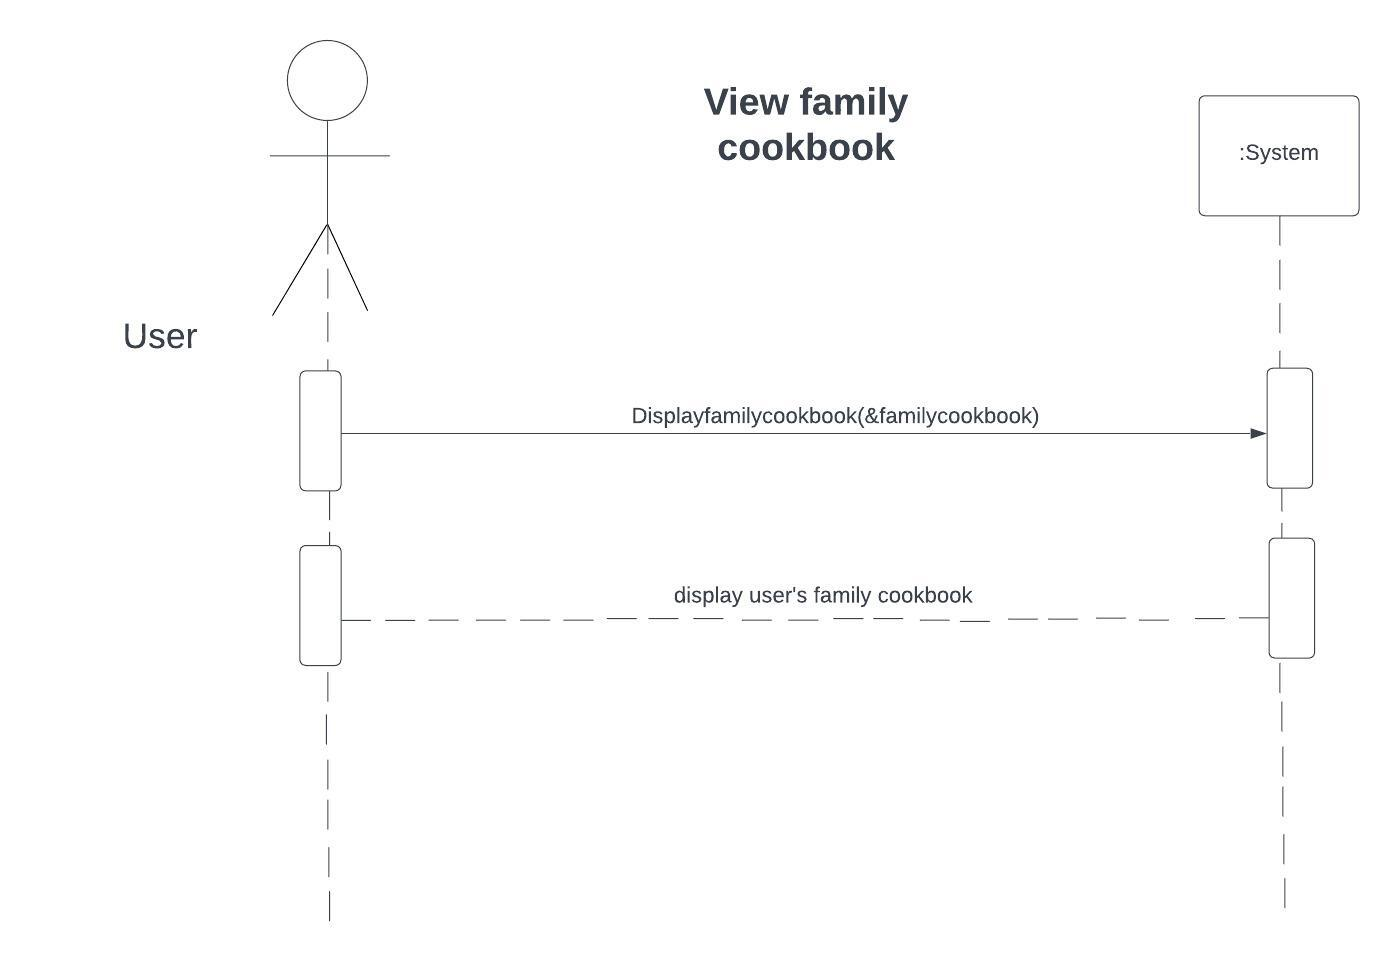 View family
cookbook
:System
User
Displayfamilycookbook(&familycookbook)
display user's family cookbook